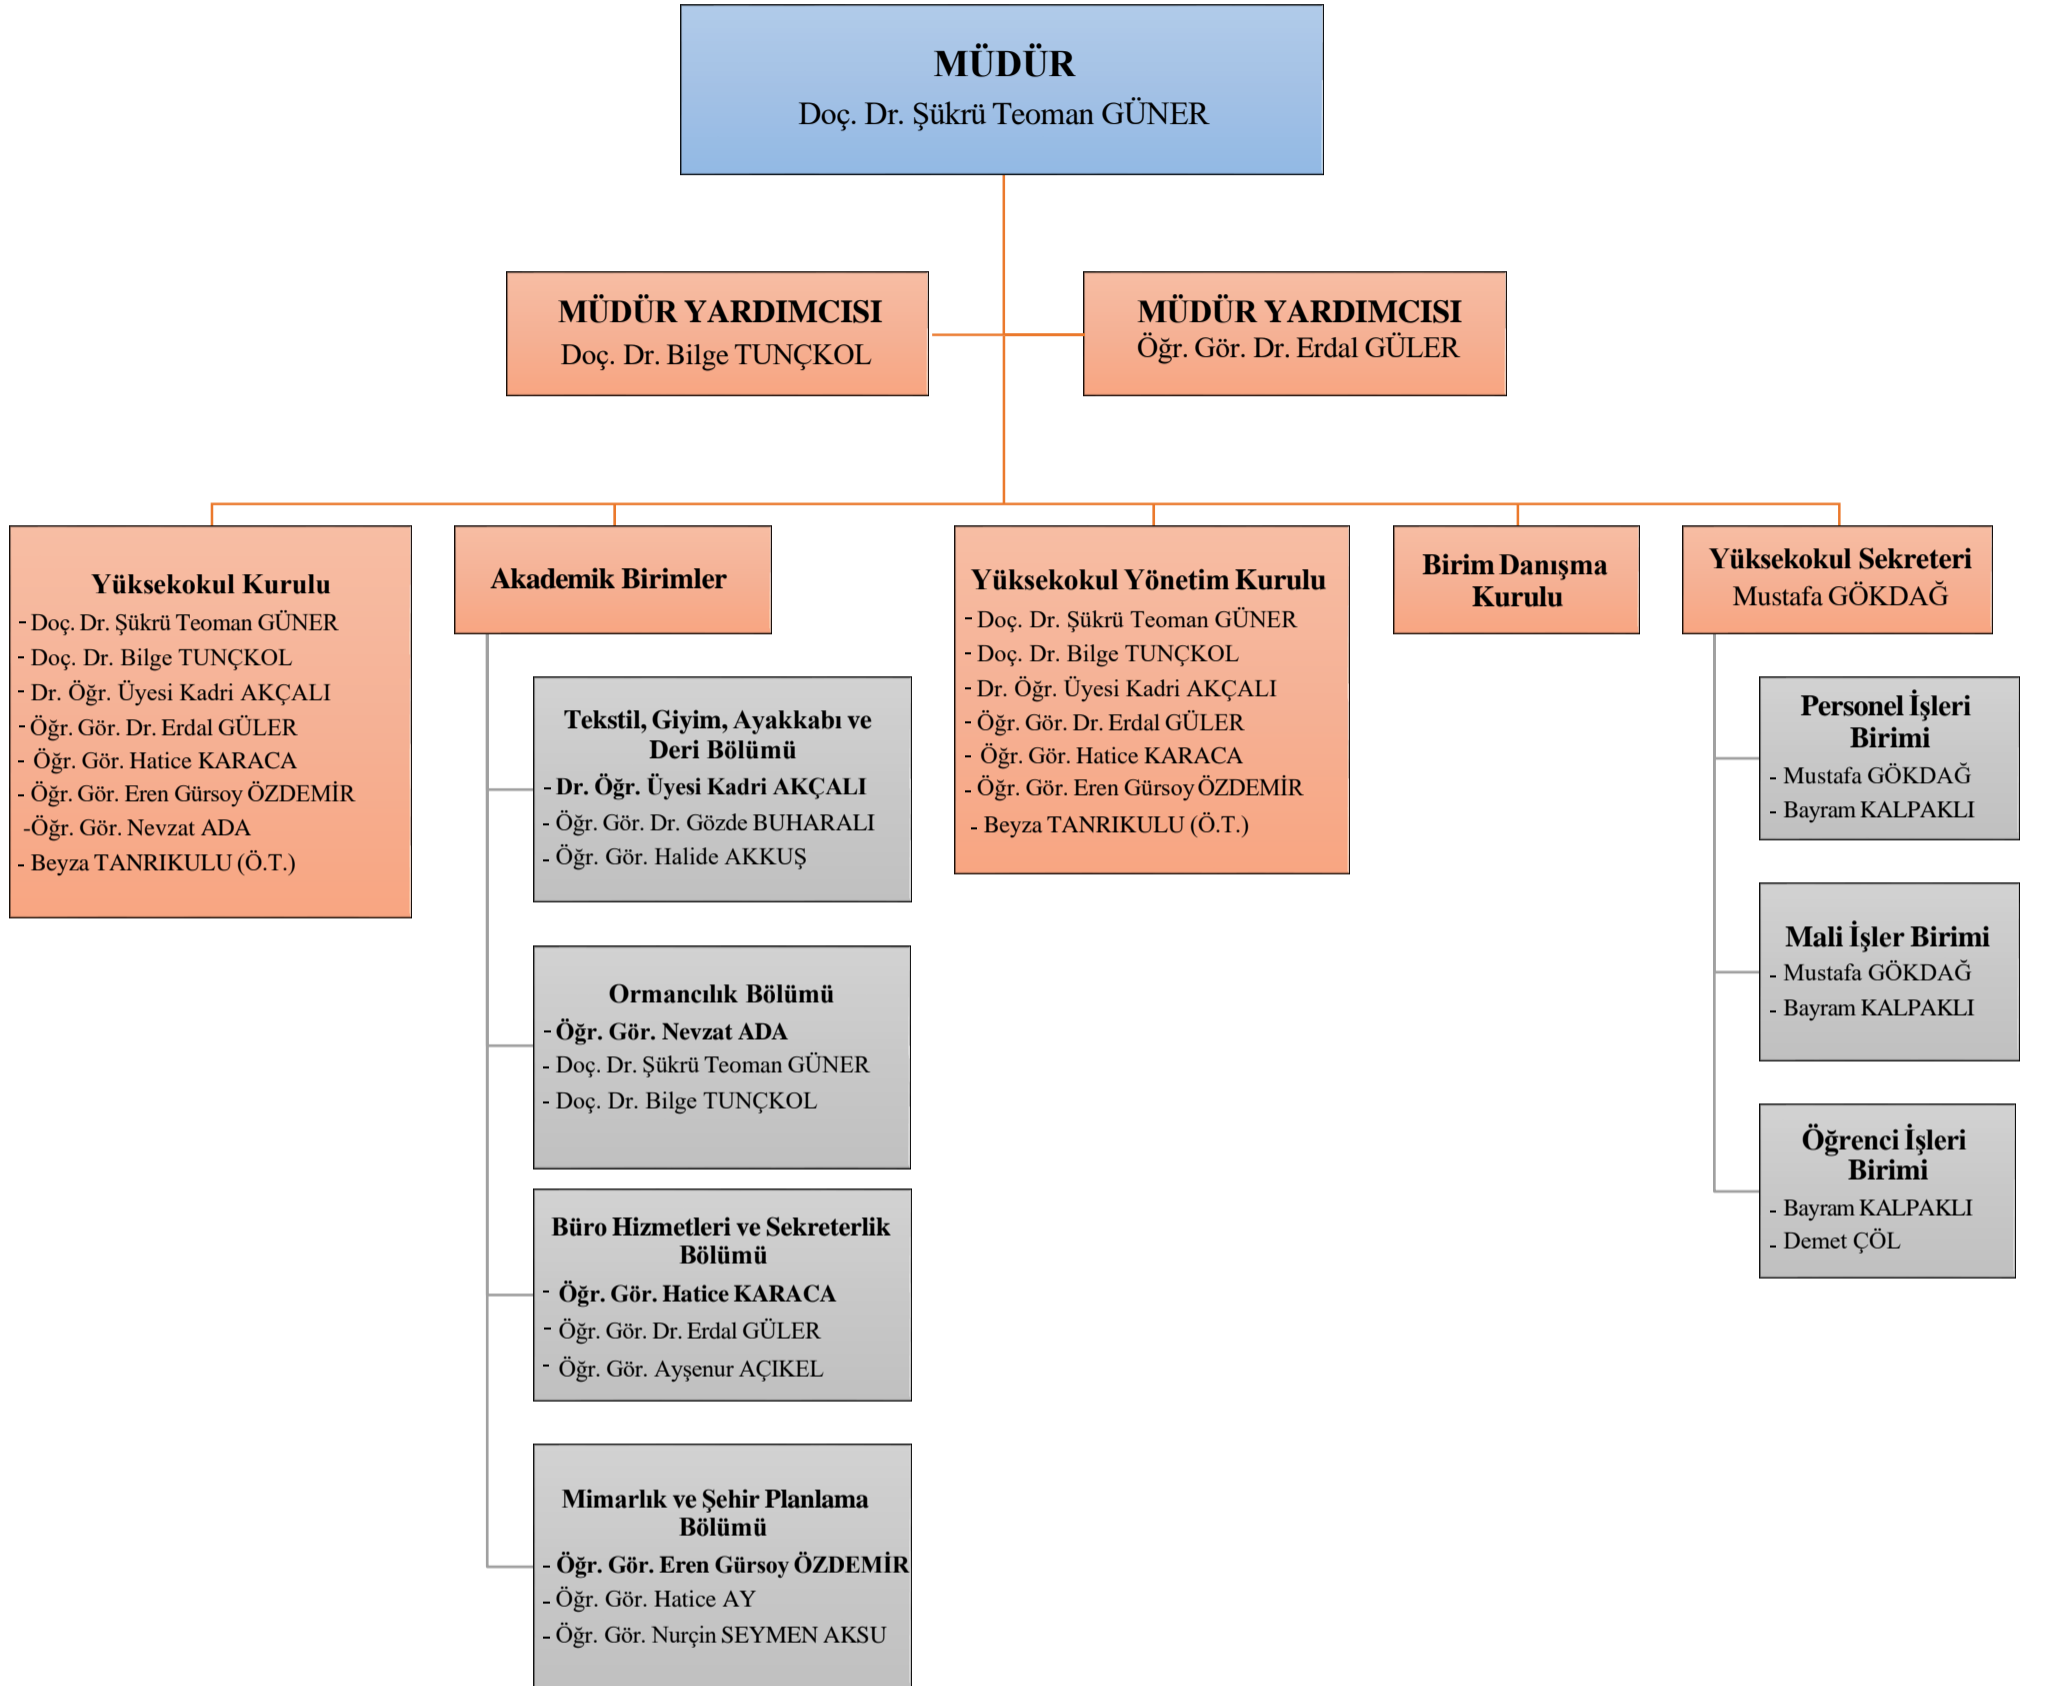 MÜDÜR
Doç. Dr. Şükrü Teoman GÜNER
MÜDÜR YARDIMCISI
Doç. Dr. Bilge TUNÇKOL
MÜDÜR YARDIMCISI
Öğr. Gör. Dr. Erdal GÜLER
Yüksekokul Kurulu
- Doç. Dr. Şükrü Teoman GÜNER
- Doç. Dr. Bilge TUNÇKOL
- Dr. Öğr. Üyesi Kadri AKÇALI
- Öğr. Gör. Dr. Erdal GÜLER
- Öğr. Gör. Hatice KARACA
- Öğr. Gör. Eren Gürsoy ÖZDEMİR
-Öğr. Gör. Nevzat ADA
- Beyza TANRIKULU (Ö.T.)
Akademik Birimler
Tekstil, Giyim, Ayakkabı ve
Deri Bölümü
- Dr. Öğr. Üyesi Kadri AKÇALI
- Öğr. Gör. Dr. Gözde BUHARALI
- Öğr. Gör. Halide AKKUŞ
Ormancılık Bölümü
- Öğr. Gör. Nevzat ADA
- Doç. Dr. Şükrü Teoman GÜNER
- Doç. Dr. Bilge TUNÇKOL
Büro Hizmetleri ve Sekreterlik
Bölümü
- Öğr. Gör. Hatice KARACA
- Öğr. Gör. Dr. Erdal GÜLER
- Öğr. Gör. Ayşenur AÇIKEL
Mimarlık ve Şehir Planlama
Bölümü
- Öğr. Gör. Eren Gürsoy ÖZDEMİR
- Öğr. Gör. Hatice AY
- Öğr. Gör. Nurçin SEYMEN AKSU
Yüksekokul Yönetim Kurulu
- Doç. Dr. Şükrü Teoman GÜNER
- Doç. Dr. Bilge TUNÇKOL
- Dr. Öğr. Üyesi Kadri AKÇALI
- Öğr. Gör. Dr. Erdal GÜLER
- Öğr. Gör. Hatice KARACA
- Öğr. Gör. Eren Gürsoy ÖZDEMİR
- Beyza TANRIKULU (Ö.T.)
Birim Danışma
Kurulu
Yüksekokul Sekreteri
Mustafa GÖKDAĞ
Personel İşleri
Birimi
- Mustafa GÖKDAĞ
- Bayram KALPAKLI
Mali İşler Birimi
- Mustafa GÖKDAĞ
- Bayram KALPAKLI
Öğrenci İşleri
Birimi
- Bayram KALPAKLI
- Demet ÇÖL